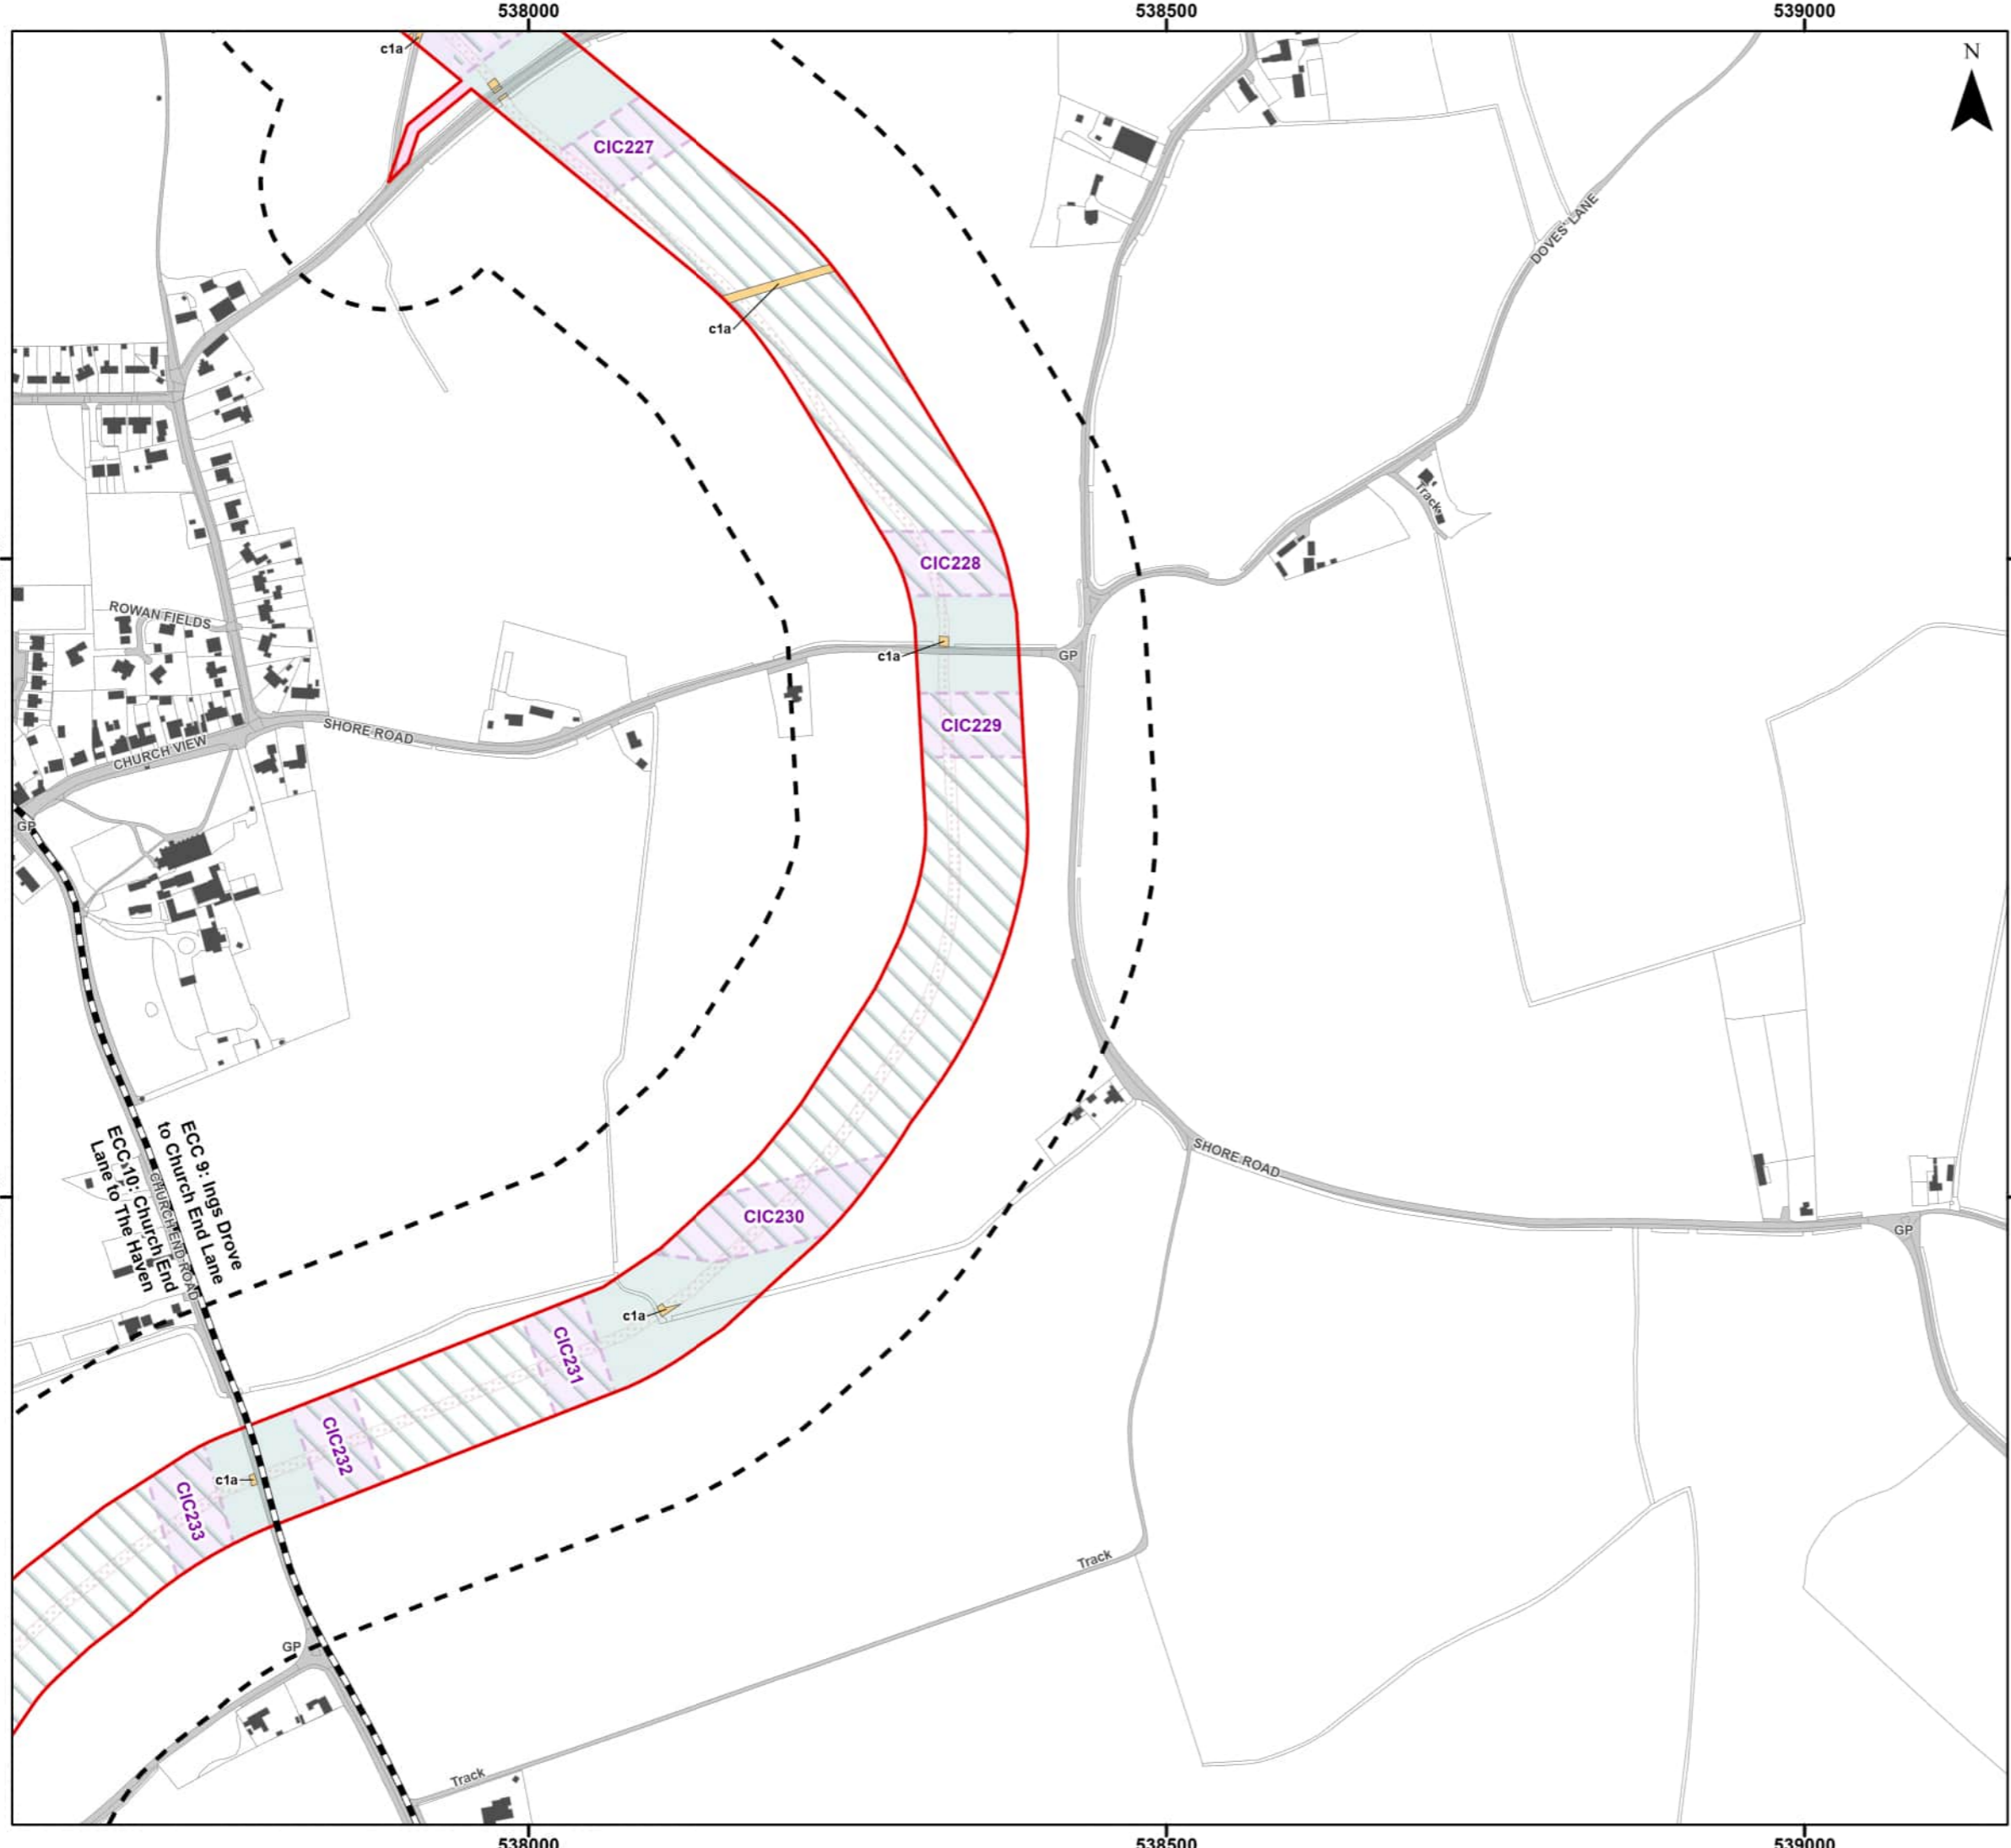 538000
538500
539000
N
c1a
CIC227
DOVES' LANE
c1a
Track
CIC228
ROWAN FIELDS
c1a
GP
SHORE ROAD
CIC229
CHURCH VIEW
GP
ECC 9: Ings Drove
to Church End Lane
CHURCH END ROAD
ECC 10: Church End
Lane to The Haven
SHORE ROAD
CIC230
GP
c1a
CIC231
CIC232
c1a
CIC233
Track
GP
Track
538000
538500
539000